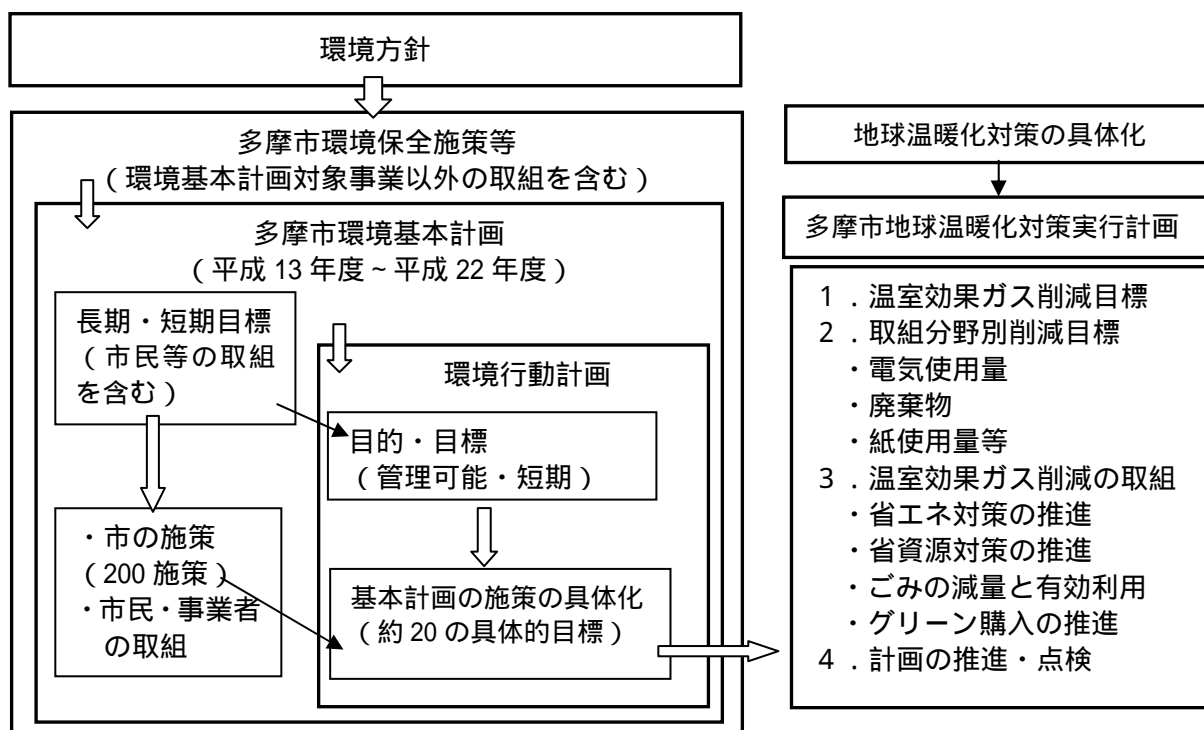 環境方針
多摩市環境保全施策等
（環境基本計画対象事業以外の取組を含む）
多摩市環境基本計画
（平成 13 年度～平成 22 年度）
長期・短期目標
（市民等の取組
を含む）
・市の施策
（200 施策）
・市民・事業者
の取組
環境行動計画
目的・目標
（管理可能・短期）
基本計画の施策の具体化
（約 20 の具体的目標）
地球温暖化対策の具体化
多摩市地球温暖化対策実行計画
１．温室効果ガス削減目標
２．取組分野別削減目標
・電気使用量
・廃棄物
・紙使用量等
３．温室効果ガス削減の取組
・省エネ対策の推進
・省資源対策の推進
・ごみの減量と有効利用
・グリーン購入の推進
４．計画の推進・点検